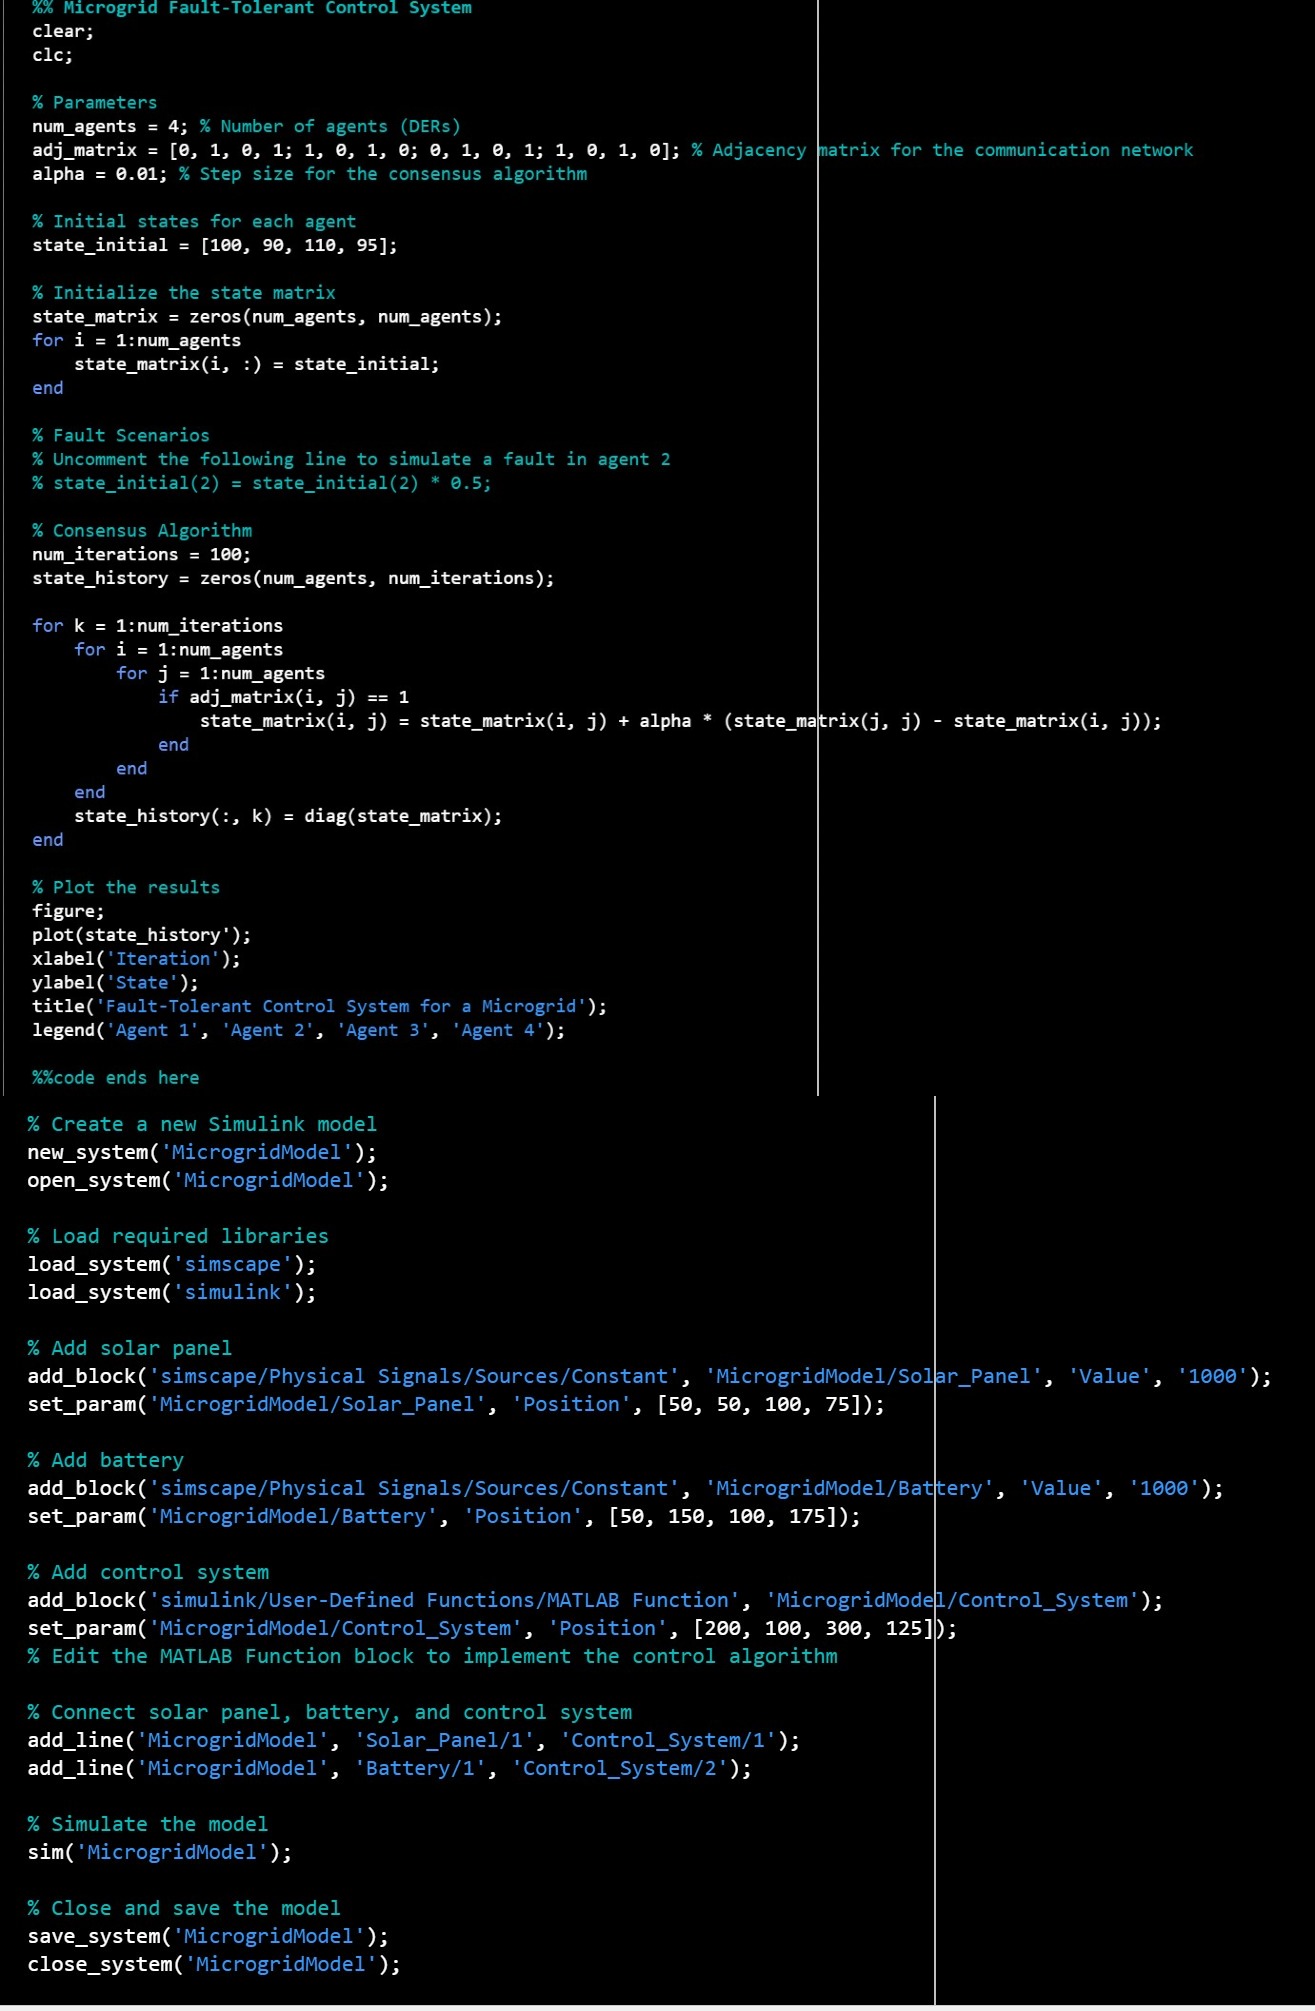 %% Microgrid Fault-Tolerant Control System
clear;
clc;
% Parameters
num_agents = 4; % Number of agents (DERs)
adj_matrix = [0, 1, 0, 1; 1, 0, 1, 0; 0, 1, 0, 1; 1, 0, 1, 0]; % Adjacency matrix for the communication network
alpha = 0.01; % Step size for the consensus algorithm
% Initial states for each agent
state_initial = [100, 90, 110, 95];
% Initialize the state matrix
state_matrix = zeros(num_agents, num_agents);
for i = 1:num_agents
    state_matrix(i, :) = state_initial;
end
% Fault Scenarios
% Uncomment the following line to simulate a fault in agent 2
% state_initial(2) = state_initial(2) * 0.5;
% Consensus Algorithm
num_iterations = 100;
state_history = zeros(num_agents, num_iterations);
for k = 1:num_iterations
    for i = 1:num_agents
        for j = 1:num_agents
            if adj_matrix(i, j) == 1
                state_matrix(i, j) = state_matrix(i, j) + alpha * (state_matrix(j, j) - state_matrix(i, j));
            end
        end
    end
    state_history(:, k) = diag(state_matrix);
end
% Plot the results
figure;
plot(state_history');
xlabel('Iteration');
ylabel('State');
title('Fault-Tolerant Control System for a Microgrid');
legend('Agent 1', 'Agent 2', 'Agent 3', 'Agent 4');
%%code ends here
% Create a new Simulink model
new_system('MicrogridModel');
open_system('MicrogridModel');
% Load required libraries
load_system('simscape');
load_system('simulink');
% Add solar panel
add_block('simscape/Physical Signals/Sources/Constant', 'MicrogridModel/Solar_Panel', 'Value', '1000');
set_param('MicrogridModel/Solar_Panel', 'Position', [50, 50, 100, 75]);
% Add battery
add_block('simscape/Physical Signals/Sources/Constant', 'MicrogridModel/Battery', 'Value', '1000');
set_param('MicrogridModel/Battery', 'Position', [50, 150, 100, 175]);
% Add control system
add_block('simulink/User-Defined Functions/MATLAB Function', 'MicrogridModel/Control_System');
set_param('MicrogridModel/Control_System', 'Position', [200, 100, 300, 125]);
% Edit the MATLAB Function block to implement the control algorithm
% Connect solar panel, battery, and control system
add_line('MicrogridModel', 'Solar_Panel/1', 'Control_System/1');
add_line('MicrogridModel', 'Battery/1', 'Control_System/2');
% Simulate the model
sim('MicrogridModel');
% Close and save the model
save_system('MicrogridModel');
close_system('MicrogridModel');